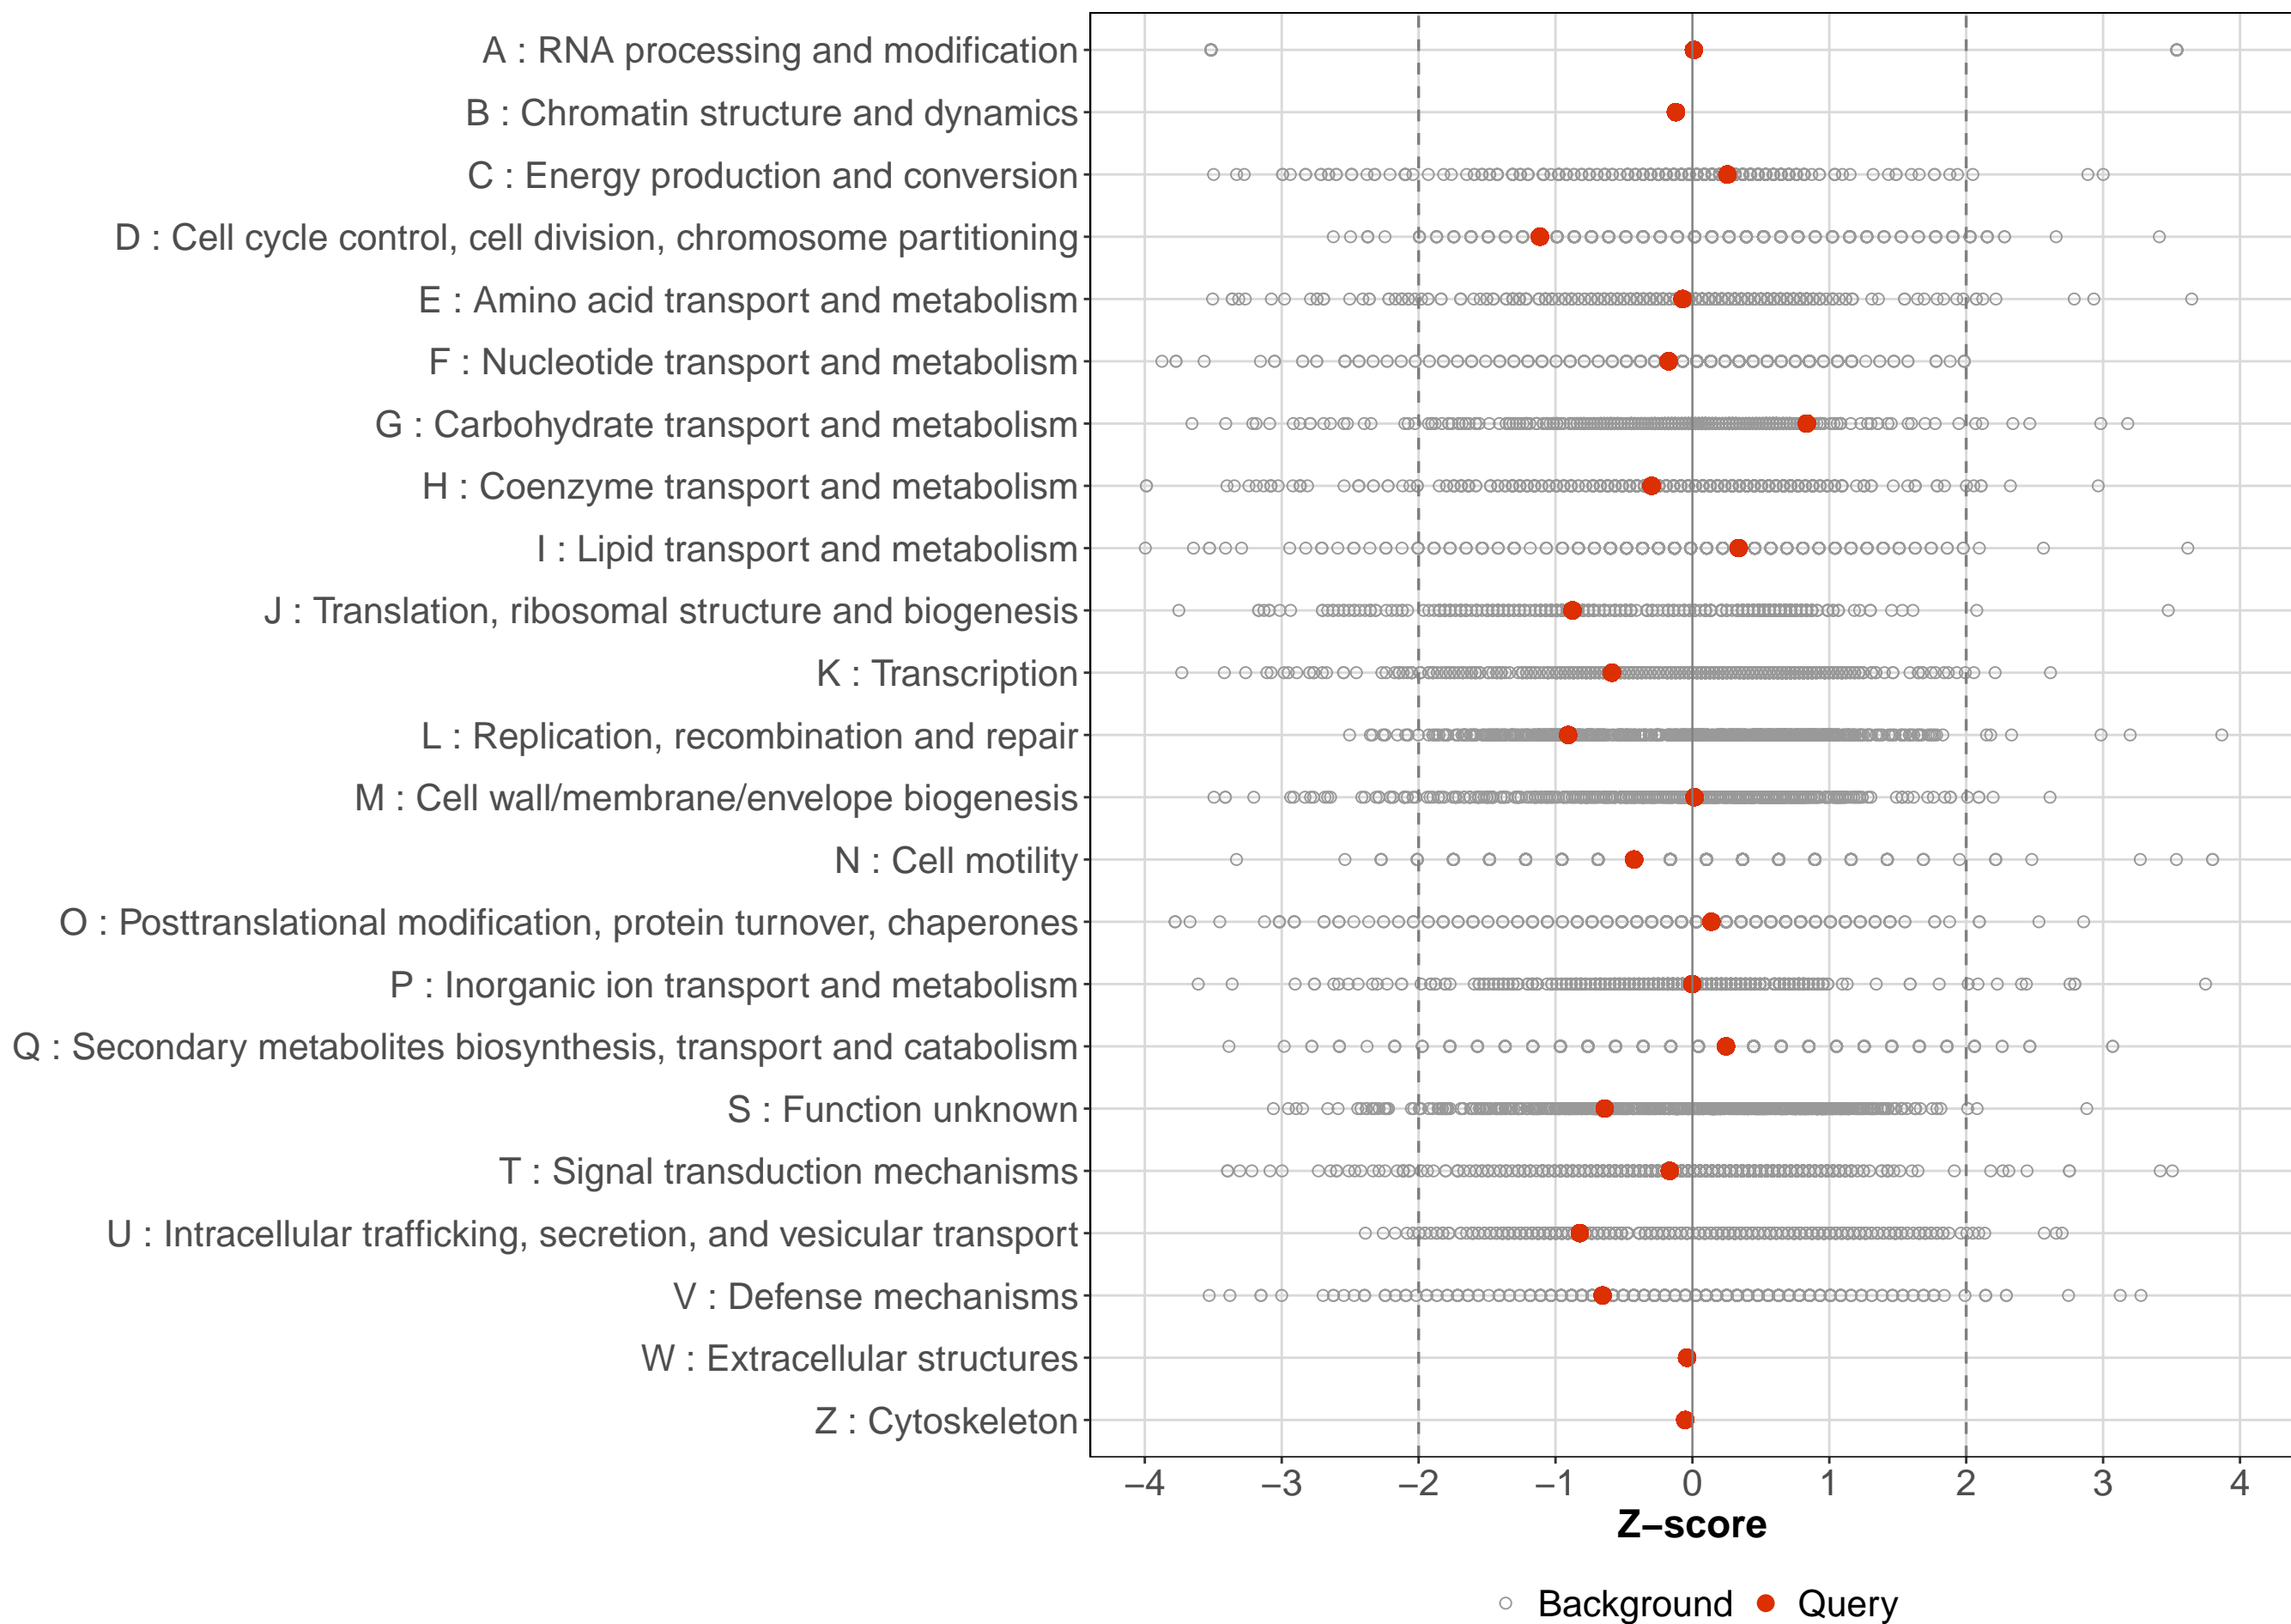 A : RNA processing and modification
B : Chromatin structure and dynamics
C : Energy production and conversion
D : Cell cycle control, cell division, chromosome partitioning
E : Amino acid transport and metabolism
F : Nucleotide transport and metabolism
G : Carbohydrate transport and metabolism
H : Coenzyme transport and metabolism
I : Lipid transport and metabolism
J : Translation, ribosomal structure and biogenesis
K : Transcription
L : Replication, recombination and repair
M : Cell wall/membrane/envelope biogenesis
N : Cell motility
O : Posttranslational modification, protein turnover, chaperones
P : Inorganic ion transport and metabolism
Q : Secondary metabolites biosynthesis, transport and catabolism
S : Function unknown
T : Signal transduction mechanisms
U : Intracellular trafficking, secretion, and vesicular transport
V : Defense mechanisms
W : Extracellular structures
Z : Cytoskeleton
−4 −3 −2 −1 0 1 2 3 4
Z−score
Background Query